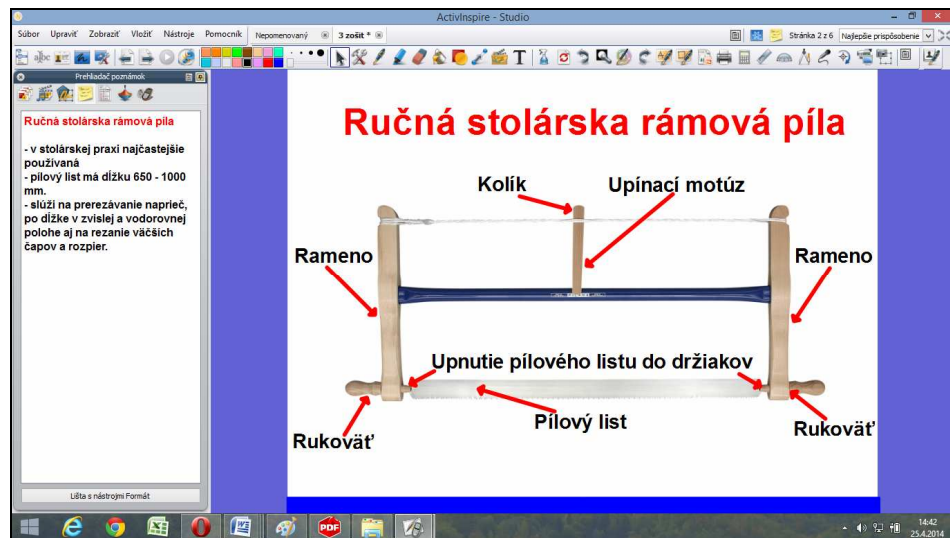 ActivInspire - Studio
Súbor Upraviť Zobraziť Vložiť Nástroje Pomocník Nepomenovaný 3 zošit * Stránka 2 z 6 Najlepšie prispôsobenie
Prehliadač poznámok
Ručná stolárska rámová píla
- v stolárskej praxi najčastejšie
používaná
- pílový list má dĺžku 650 - 1000
mm.
- slúži na prerezávanie naprieč,
po dĺžke v zvislej a vodorovnej
polohe aj na rezanie väčších
čapov a rozpier.
Lišta s nástrojmi Formát
Ručná stolárska rámová píla
Kolík
Upínací motúz
Rameno
Rameno
Upnutie pílového listu do držiakov
Pílový list
Rukoväť
Rukoväť
PDF
14:42
25.4.2014